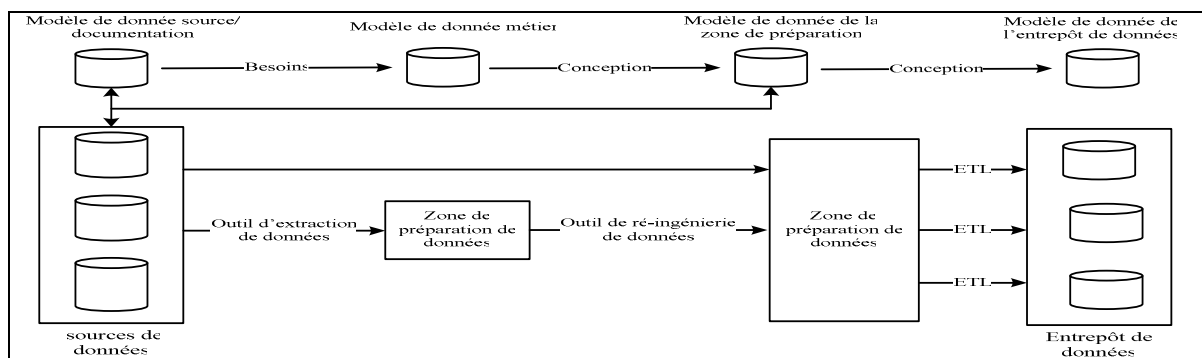 Modèle de donnée source/
documentation
Modèle de donnée métier
Modèle de donnée de la
zone de préparation
Modèle de donnée de
l'entrepôt de données
Besoins
Conception
Conception
ETL
Outil d'extraction
de données
Zone de
préparation de
données
Outil de ré-ingénierie
de données
Zone de
préparation de
données
ETL
ETL
sources de
données
Entrepôt de
données